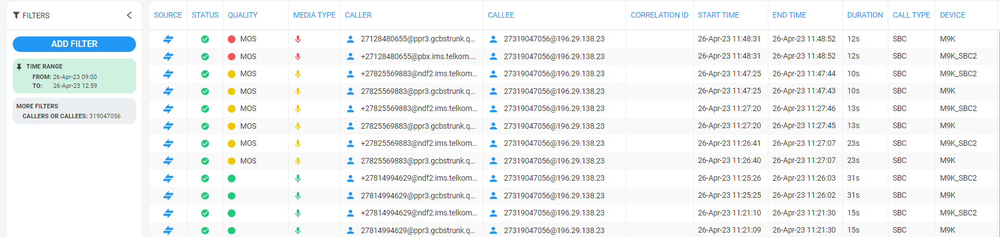 FILTERS
ADD FILTER
TIME RANGE
FROM: 26-Apr-23 09:00
TO: 26-Apr-23 12:59
MORE FILTERS
CALLERS OR CALLEES: 319047056
SOURCE STATUS QUALITY MEDIA TYPE CALLER CALLEE CORRELATION ID START TIME END TIME DURATION CALL TYPE DEVICE
MOS 27128480655@ppr3.gcbstrunk.q... 27319047056@196.29.138.23 26-Apr-23 11:48:31 26-Apr-23 11:48:52 12s SBC M9K
MOS +27128480655@pbx.ims.telkom.... 27319047056@196.29.138.23 26-Apr-23 11:48:31 26-Apr-23 11:48:52 12s SBC M9K_SBC2
MOS +27825569883@ndf2.ims.telkom... 27319047056@196.29.138.23 26-Apr-23 11:47:25 26-Apr-23 11:47:44 10s SBC M9K_SBC2
MOS 27825569883@ppr3.gcbstrunk.q... 27319047056@196.29.138.23 26-Apr-23 11:47:25 26-Apr-23 11:47:43 10s SBC M9K
MOS +27825569883@ndf2.ims.telkom... 27319047056@196.29.138.23 26-Apr-23 11:27:20 26-Apr-23 11:27:46 13s SBC M9K_SBC2
MOS 27825569883@ppr3.gcbstrunk.q... 27319047056@196.29.138.23 26-Apr-23 11:27:20 26-Apr-23 11:27:45 13s SBC M9K
MOS +27825569883@ndf2.ims.telkom... 27319047056@196.29.138.23 26-Apr-23 11:26:41 26-Apr-23 11:27:07 23s SBC M9K_SBC2
MOS 27825569883@ppr3.gcbstrunk.q... 27319047056@196.29.138.23 26-Apr-23 11:26:40 26-Apr-23 11:27:07 23s SBC M9K
+27814994629@ndf2.ims.telkom... 27319047056@196.29.138.23 26-Apr-23 11:25:26 26-Apr-23 11:26:03 31s SBC M9K_SBC2
27814994629@ppr3.gcbstrunk.q... 27319047056@196.29.138.23 26-Apr-23 11:25:25 26-Apr-23 11:26:02 31s SBC M9K
+27814994629@ndf2.ims.telkom... 27319047056@196.29.138.23 26-Apr-23 11:21:10 26-Apr-23 11:21:30 15s SBC M9K_SBC2
27814994629@ppr3.gcbstrunk.q... 27319047056@196.29.138.23 26-Apr-23 11:21:09 26-Apr-23 11:21:30 15s SBC M9K